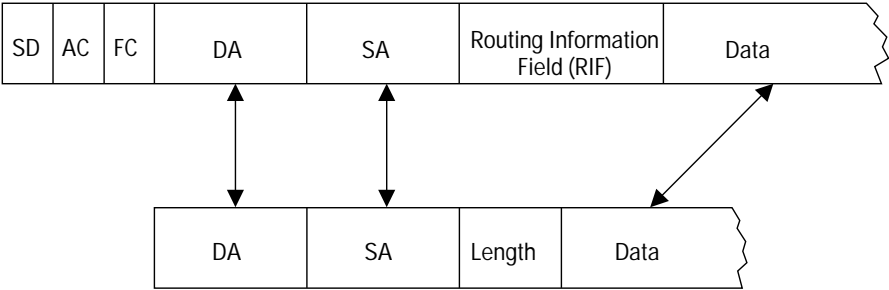 SD AC FC DA SA Routing Information Data
Field (RIF)
DA SA Length Data